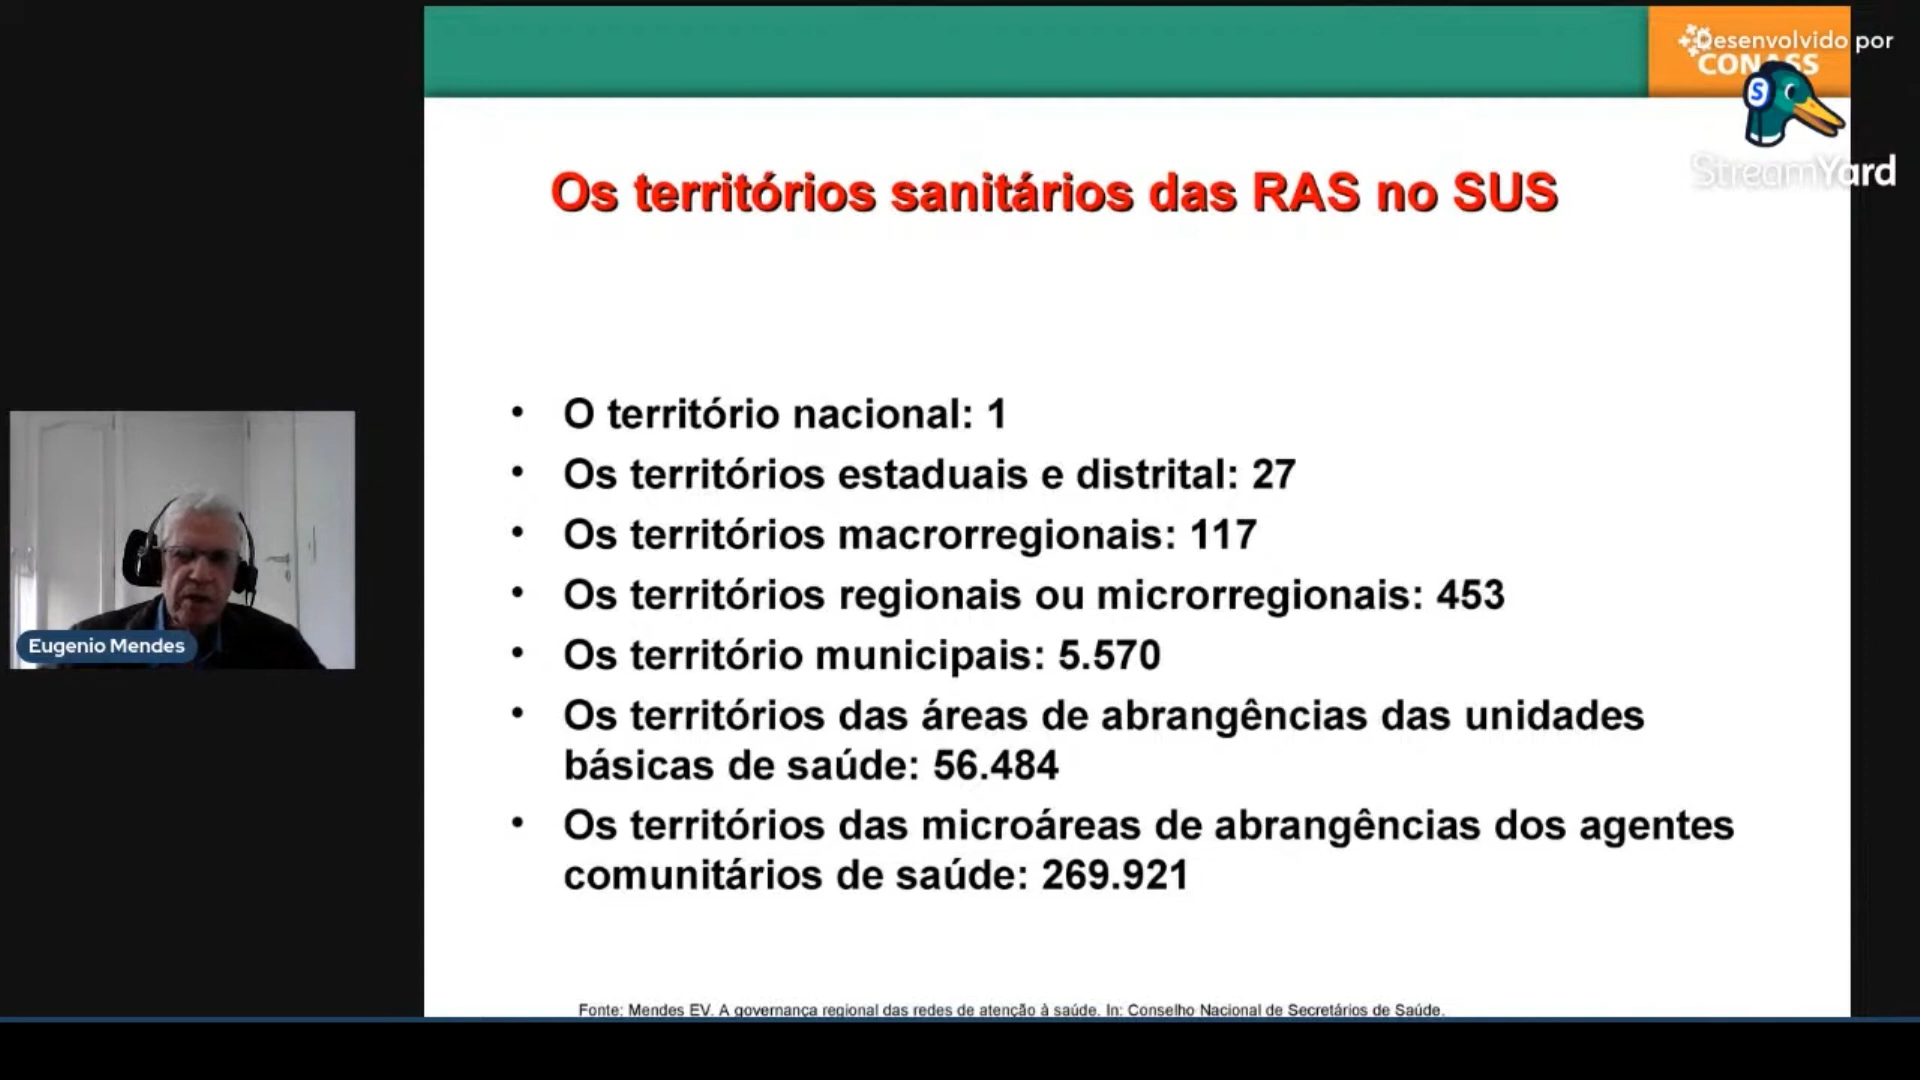 Desenvolvido por
CONASS
StreamYard
Os territórios sanitários das RAS no SUS
• O território nacional: 1
• Os territórios estaduais e distrital: 27
• Os territórios macrorregionais: 117
• Os territórios regionais ou microrregionais: 453
• Os território municipais: 5.570
• Os territórios das áreas de abrangências das unidades
básicas de saúde: 56.484
• Os territórios das microáreas de abrangências dos agentes
comunitários de saúde: 269.921
Eugenio Mendes
Fonte: Mendes EV. A governança regional das redes de atenção à saúde. In: Conselho Nacional de Secretários de Saúde.